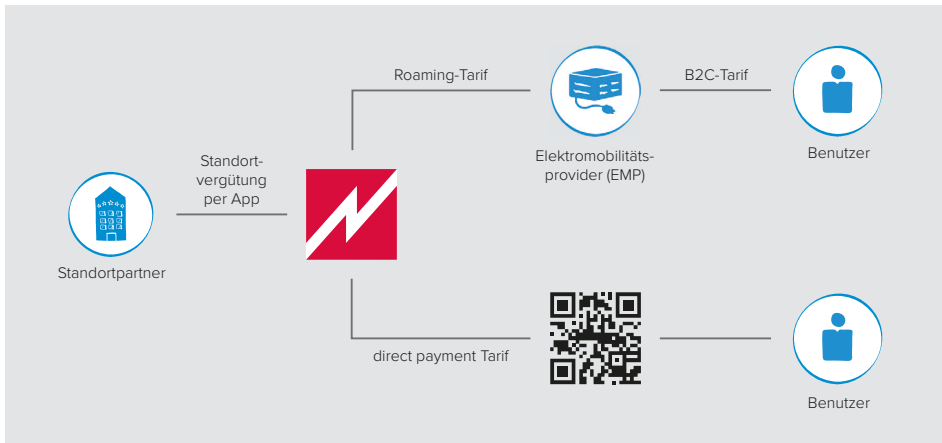 Roaming-Tarif
B2C-Tarif
Elektromobilitäts-
provider (EMP)
Benutzer
Standort-
vergütung
per App
Standortpartner
direct payment Tarif
Benutzer